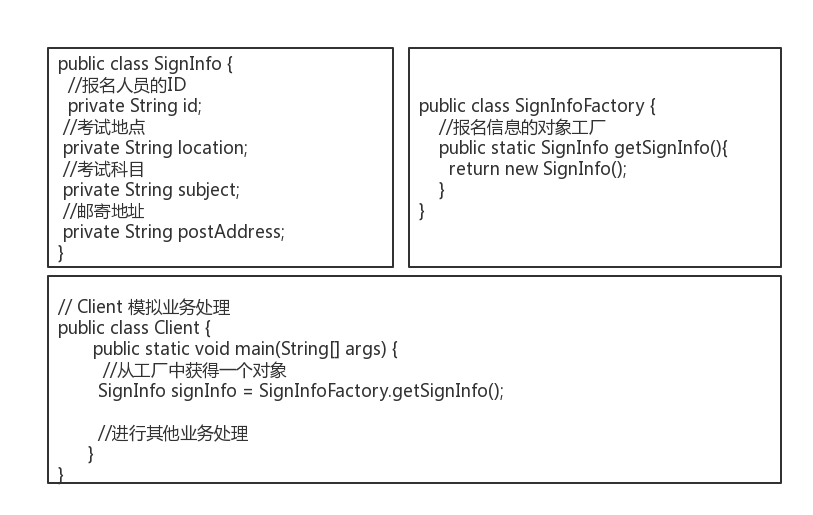 public class SignInfo {
//报名人员的ID
private String id;
//考试地点
private String location;
//考试科目
private String subject;
//邮寄地址
private String postAddress;
}
public class SignInfoFactory {
//报名信息的对象工厂
public static SignInfo getSignInfo(){
return new SignInfo();
}
}
// Client 模拟业务处理
public class Client {
public static void main(String[] args) {
//从工厂中获得一个对象
SignInfo signInfo = SignInfoFactory.getSignInfo();
//进行其他业务处理
}
}